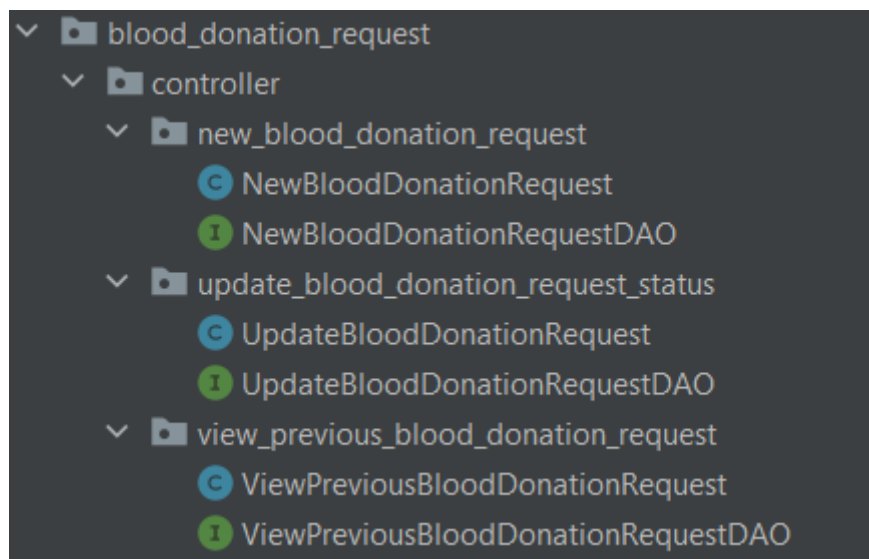 blood_donation_request
controller
new_blood_donation_request
C NewBloodDonationRequest
I NewBloodDonationRequestDAO
update_blood_donation_request_status
C UpdateBloodDonationRequest
I UpdateBloodDonationRequestDAO
view_previous_blood_donation_request
C ViewPreviousBloodDonationRequest
I ViewPreviousBloodDonationRequestDAO